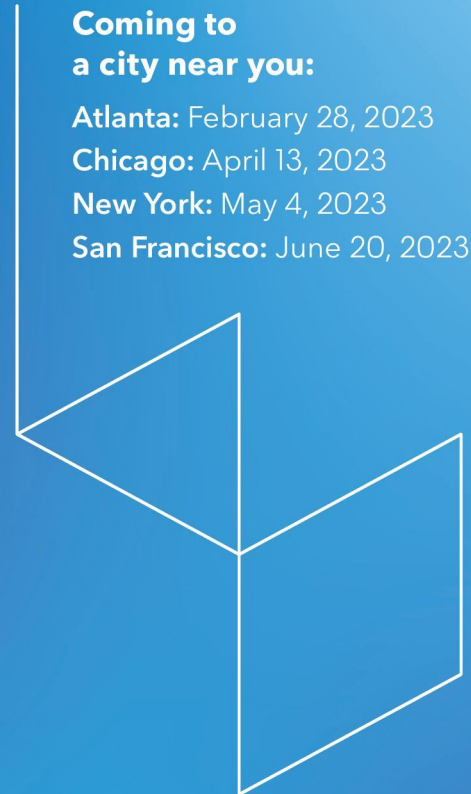 Coming to
a city near you:
Atlanta: February 28, 2023
Chicago: April 13, 2023
New York: May 4, 2023
San Francisco: June 20, 2023